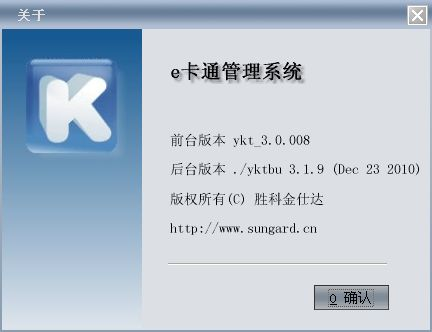 关于
K
e卡通管理系统
前台版本 ykt_3.0.008
后台版本 ./yktbu 3.1.9 (Dec 23 2010)
版权所有(C) 胜科金仕达
http://www.sungard.cn
O 确认